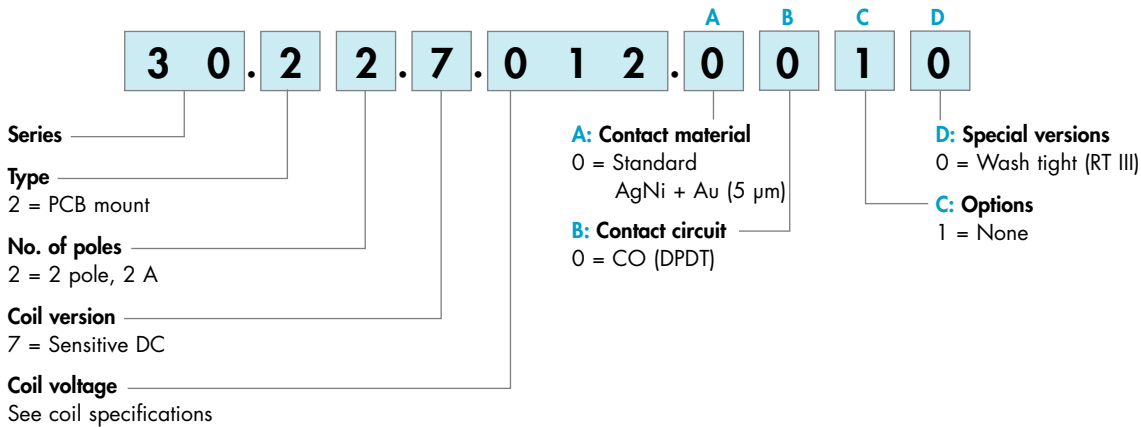 A B C D
3 0 . 2 2 . 7 . 0 1 2 . 0 0 1 0
Series
Type
2 = PCB mount
No. of poles
2 = 2 pole, 2 A
Coil version
7 = Sensitive DC
Coil voltage
See coil specifications
A: Contact material
0 = Standard
AgNi + Au (5 µm)
B: Contact circuit
0 = CO (DPDT)
D: Special versions
0 = Wash tight (RT III)
C: Options
1 = None